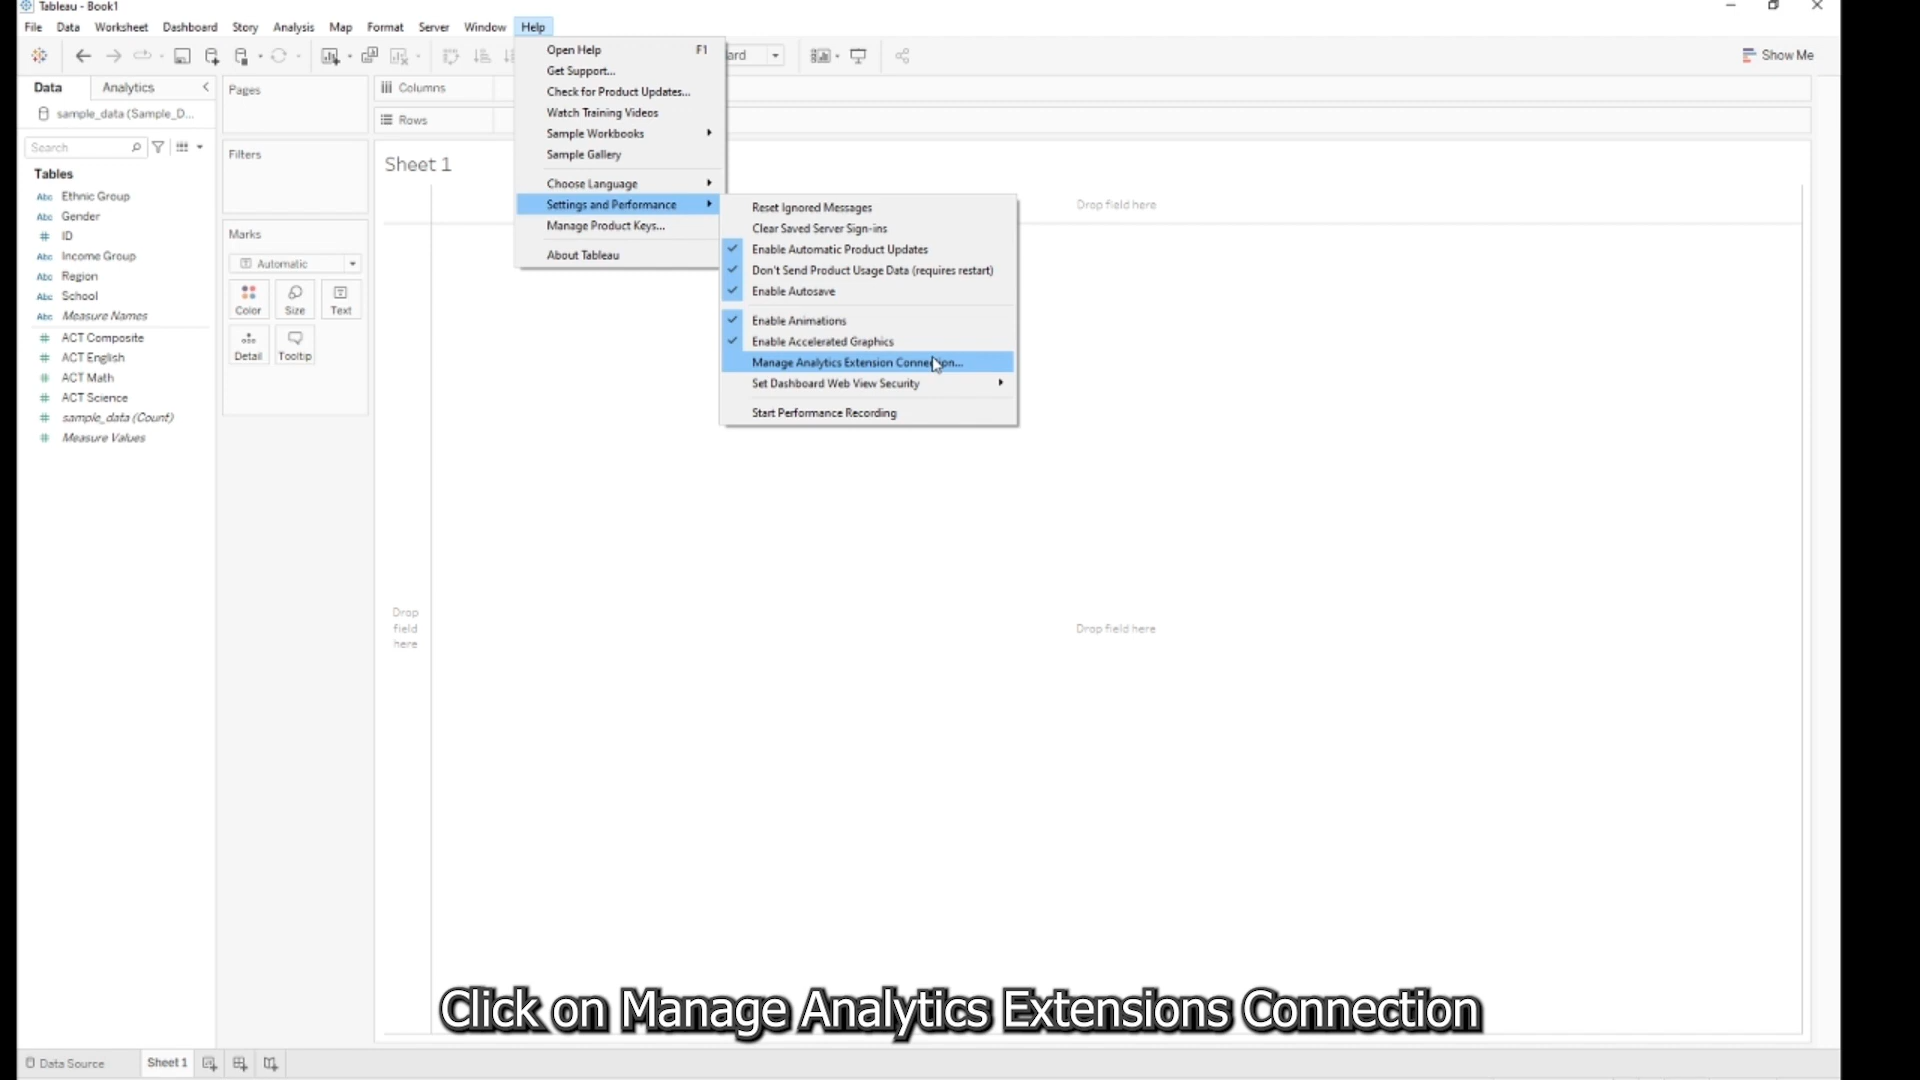 Tableau - Book1
File Data Worksheet Dashboard Story Analysis Map Format Server Window Help
Show Me
Data Analytics
sample_data (Sample_D...
Search
Tables
Abc Ethnic Group
Abc Gender
# ID
Abc Income Group
Abc Region
Abc School
Abc Measure Names
# ACT Composite
# ACT English
# ACT Math
# ACT Science
# sample_data (Count)
# Measure Values
Pages
Filters
Marks
Automatic
Color Size Text
Detail Tooltip
Columns
Rows
Sheet 1
Open Help F1
Get Support...
Check for Product Updates...
Watch Training Videos
Sample Workbooks
Sample Gallery
Choose Language
Settings and Performance
Manage Product Keys...
About Tableau
ard
Reset Ignored Messages
Clear Saved Server Sign-ins
Enable Automatic Product Updates
Don't Send Product Usage Data (requires restart)
Enable Autosave
Enable Animations
Enable Accelerated Graphics
Manage Analytics Extension Connection...
Set Dashboard Web View Security
Start Performance Recording
Drop field here
Drop
field
here
Drop field here
Click on Manage Analytics Extensions Connection
Data Source Sheet 1